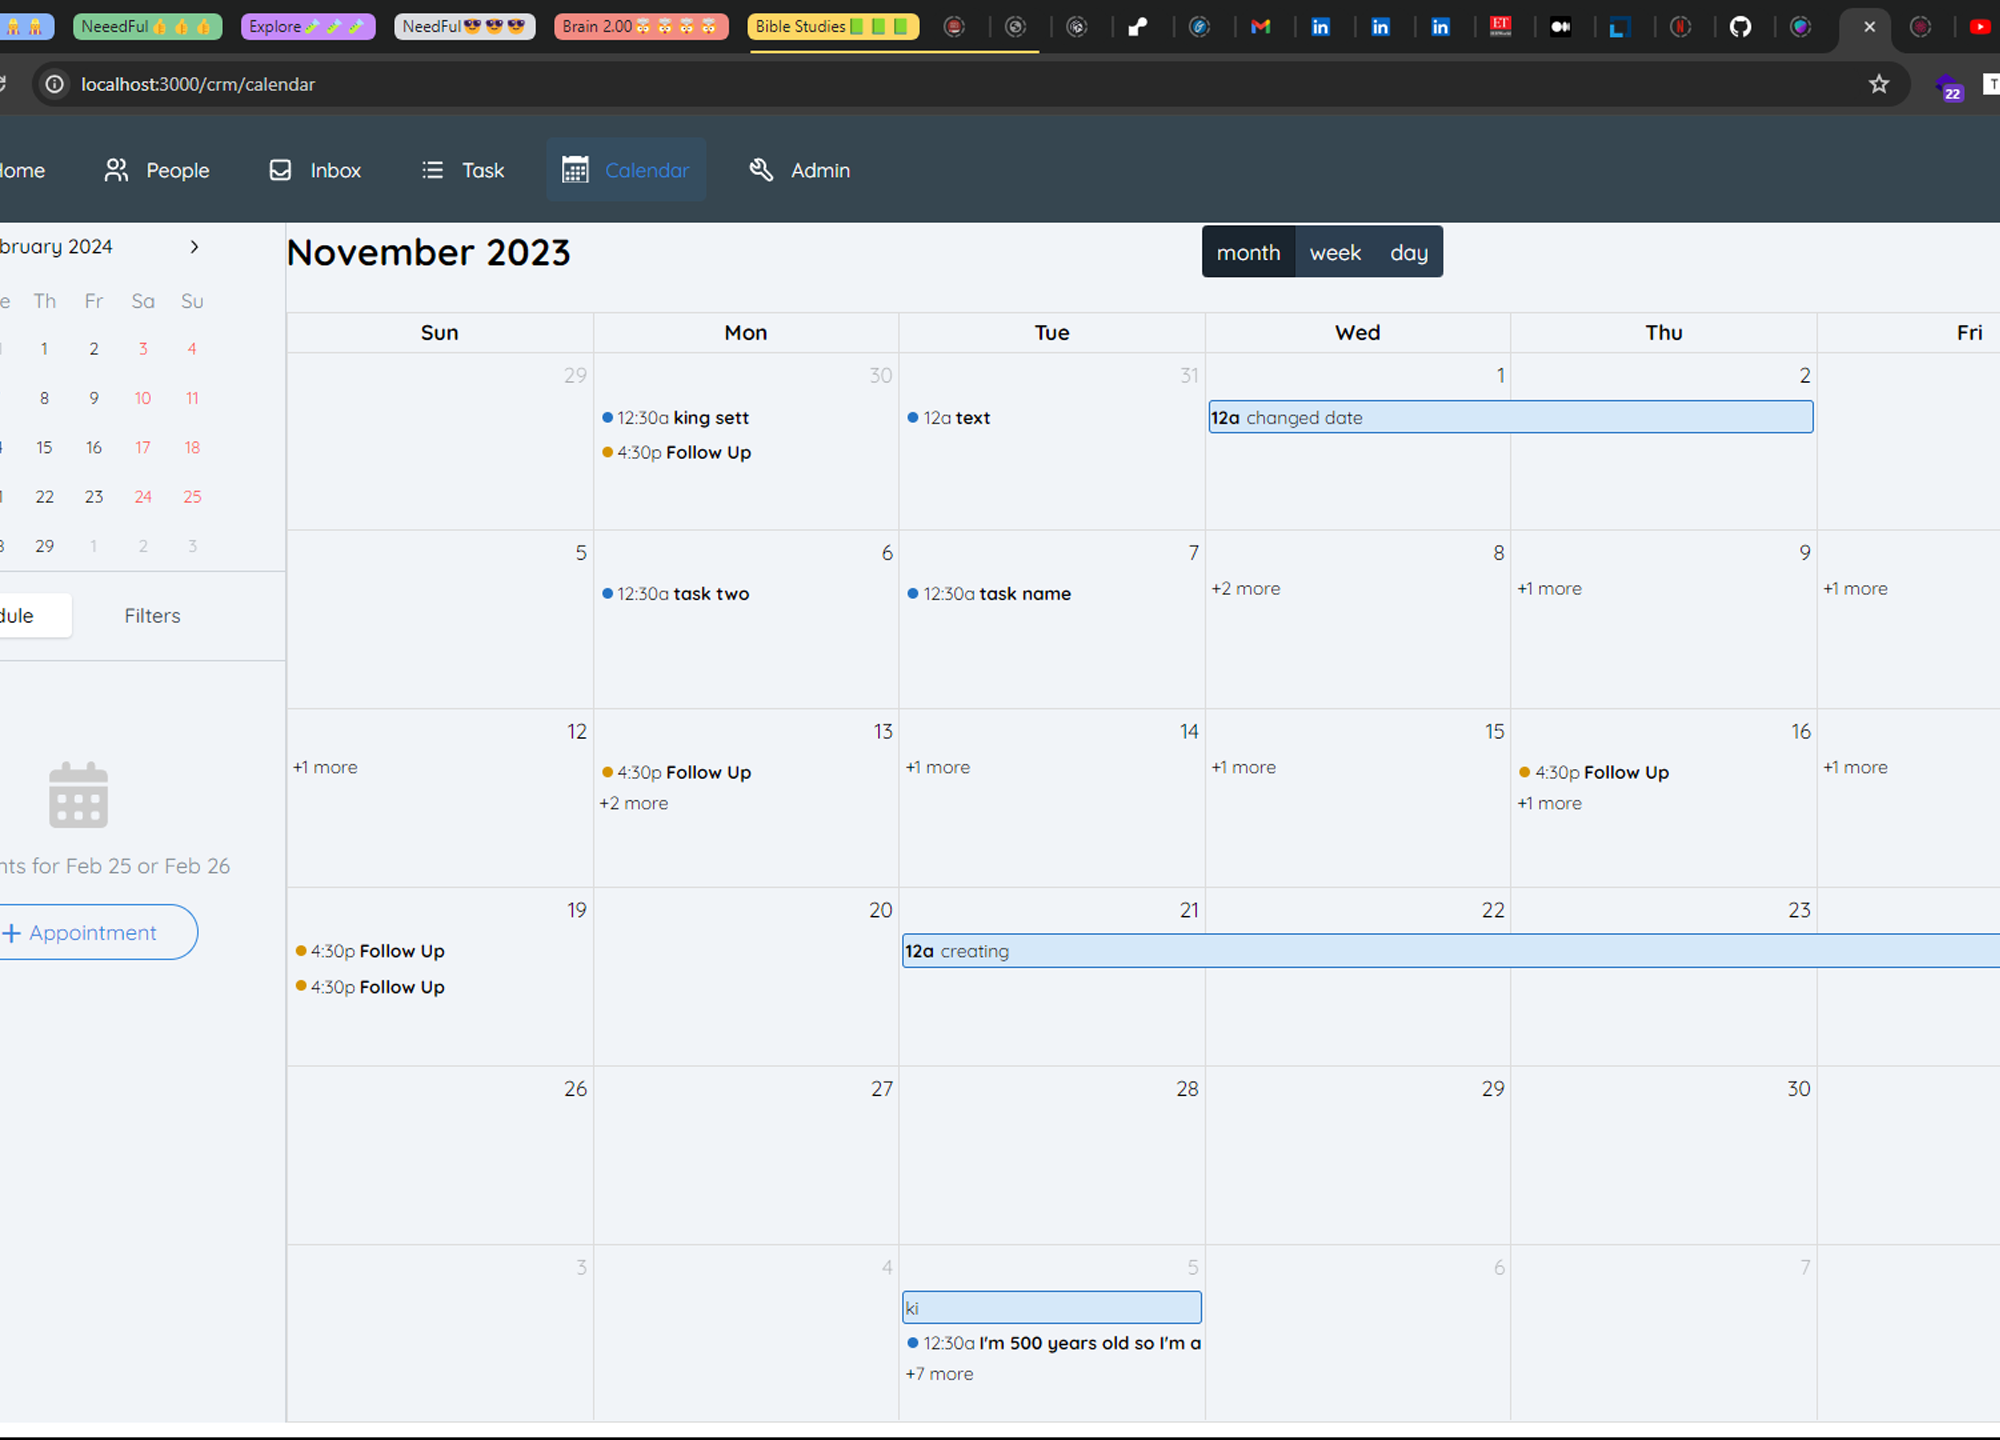 NeeedFul👍👍👍 Explore🧪🧪🧪 NeedFul😎😎😎 Brain 2.00🤯🤯🤯🤯 Bible Studies📗📗📗
localhost:3000/crm/calendar
22
ome People Inbox Task Calendar Admin
bruary 2024
November 2023
month week day
e Th Fr Sa Su
1 2 3 4
8 9 10 11
15 16 17 18
22 23 24 25
29 1 2 3
Sun Mon Tue Wed Thu Fri
29 30 31 1 2
12:30a king sett
4:30p Follow Up
12a text
12a changed date
5 6 7 8 9
12:30a task two
12:30a task name
+2 more
+1 more
+1 more
dule Filters
12 13 14 15 16
+1 more
4:30p Follow Up
+2 more
+1 more
+1 more
4:30p Follow Up
+1 more
+1 more
nts for Feb 25 or Feb 26
+ Appointment
19 20 21 22 23
4:30p Follow Up
4:30p Follow Up
12a creating
26 27 28 29 30
3 4 5 6 7
ki
12:30a I'm 500 years old so I'm a
+7 more